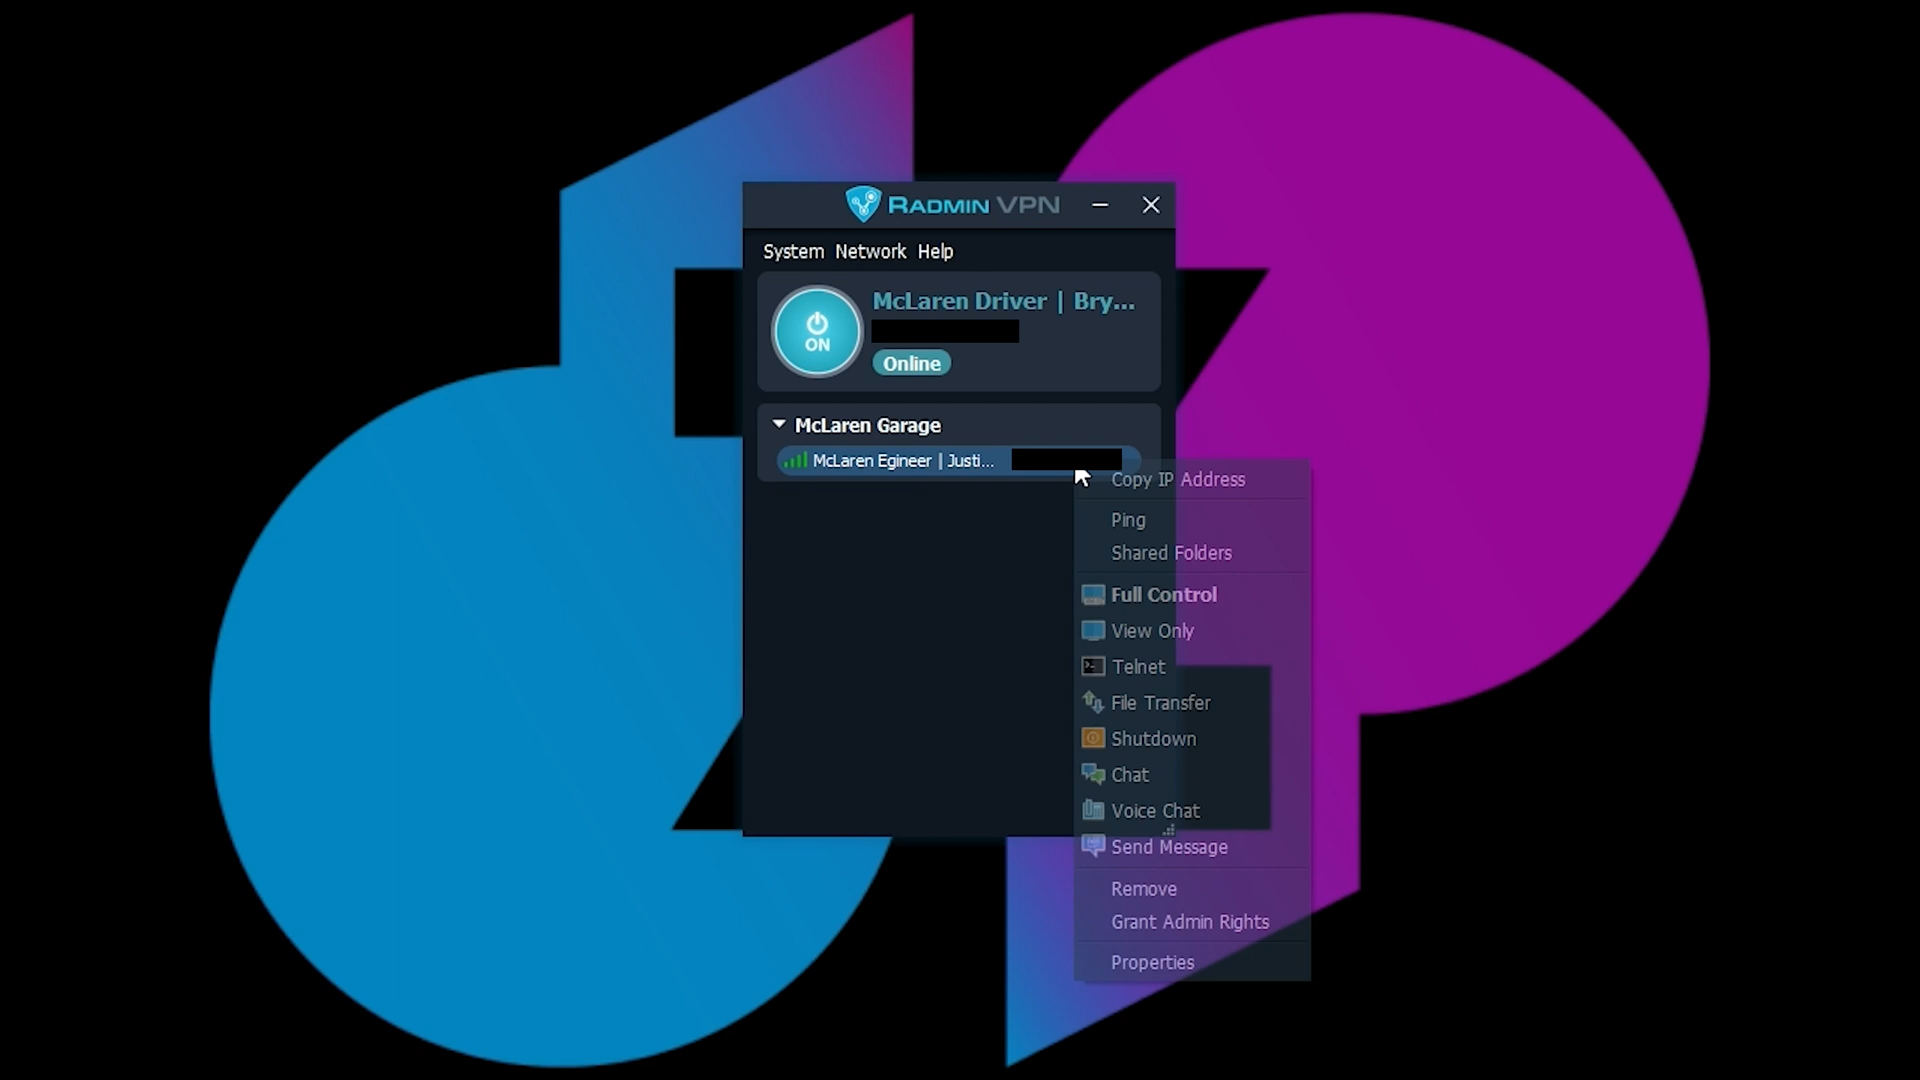 RADMIN VPN
System Network Help
ON
McLaren Driver | Bry...
Online
McLaren Garage
McLaren Egineer | Justi...
Copy IP Address
Ping
Shared Folders
Full Control
View Only
Telnet
File Transfer
Shutdown
Chat
Voice Chat
Send Message
Remove
Grant Admin Rights
Properties